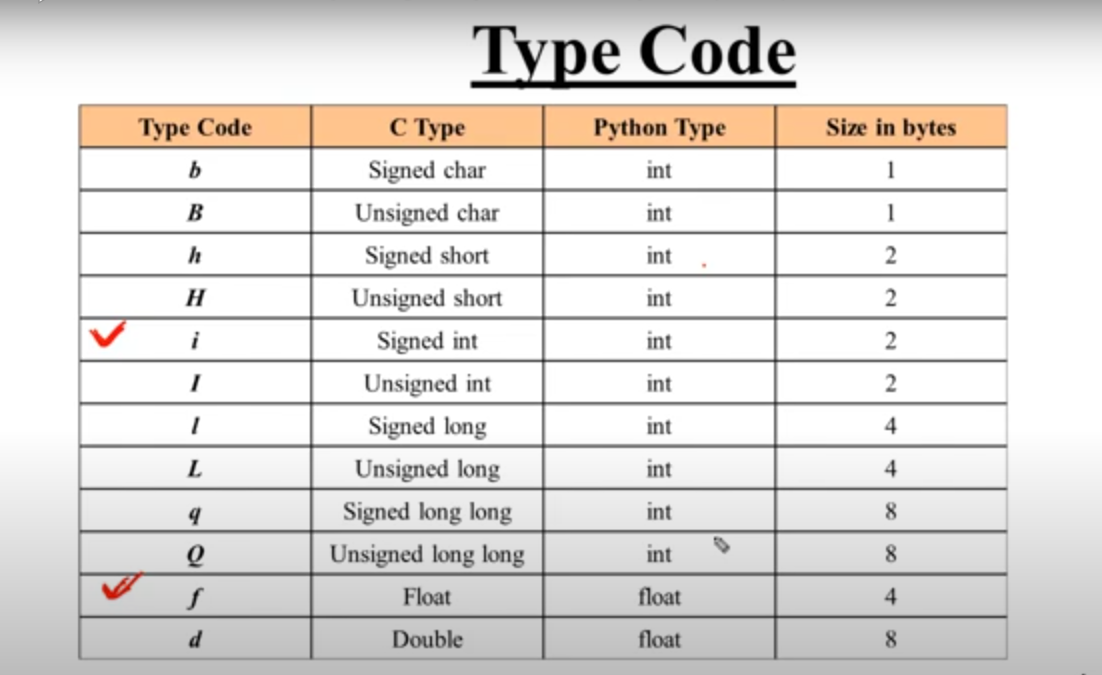 Type Code
Type Code C Type Python Type Size in bytes
b Signed char int 1
B Unsigned char int 1
h Signed short int 2
H Unsigned short int 2
i Signed int int 2
I Unsigned int int 2
l Signed long int 4
L Unsigned long int 4
q Signed long long int 8
Q Unsigned long long int 8
f Float float 4
d Double float 8